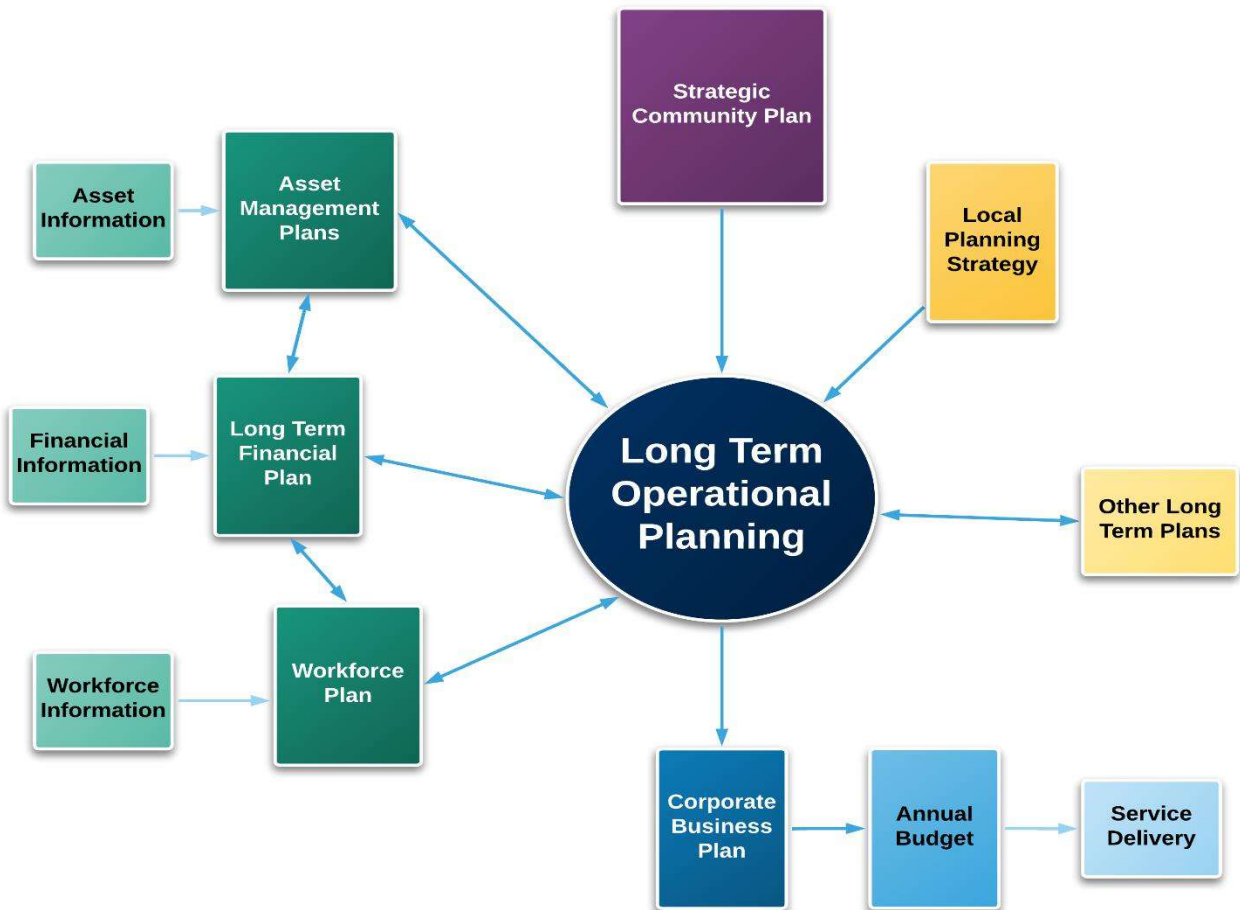 Strategic
Community Plan
Asset
Information
Asset
Management
Plans
Local
Planning
Strategy
Financial
Information
Long Term
Financial
Plan
Long Term
Operational
Planning
Other Long
Term Plans
Workforce
Information
Workforce
Plan
Corporate
Business
Plan
Annual
Budget
Service
Delivery